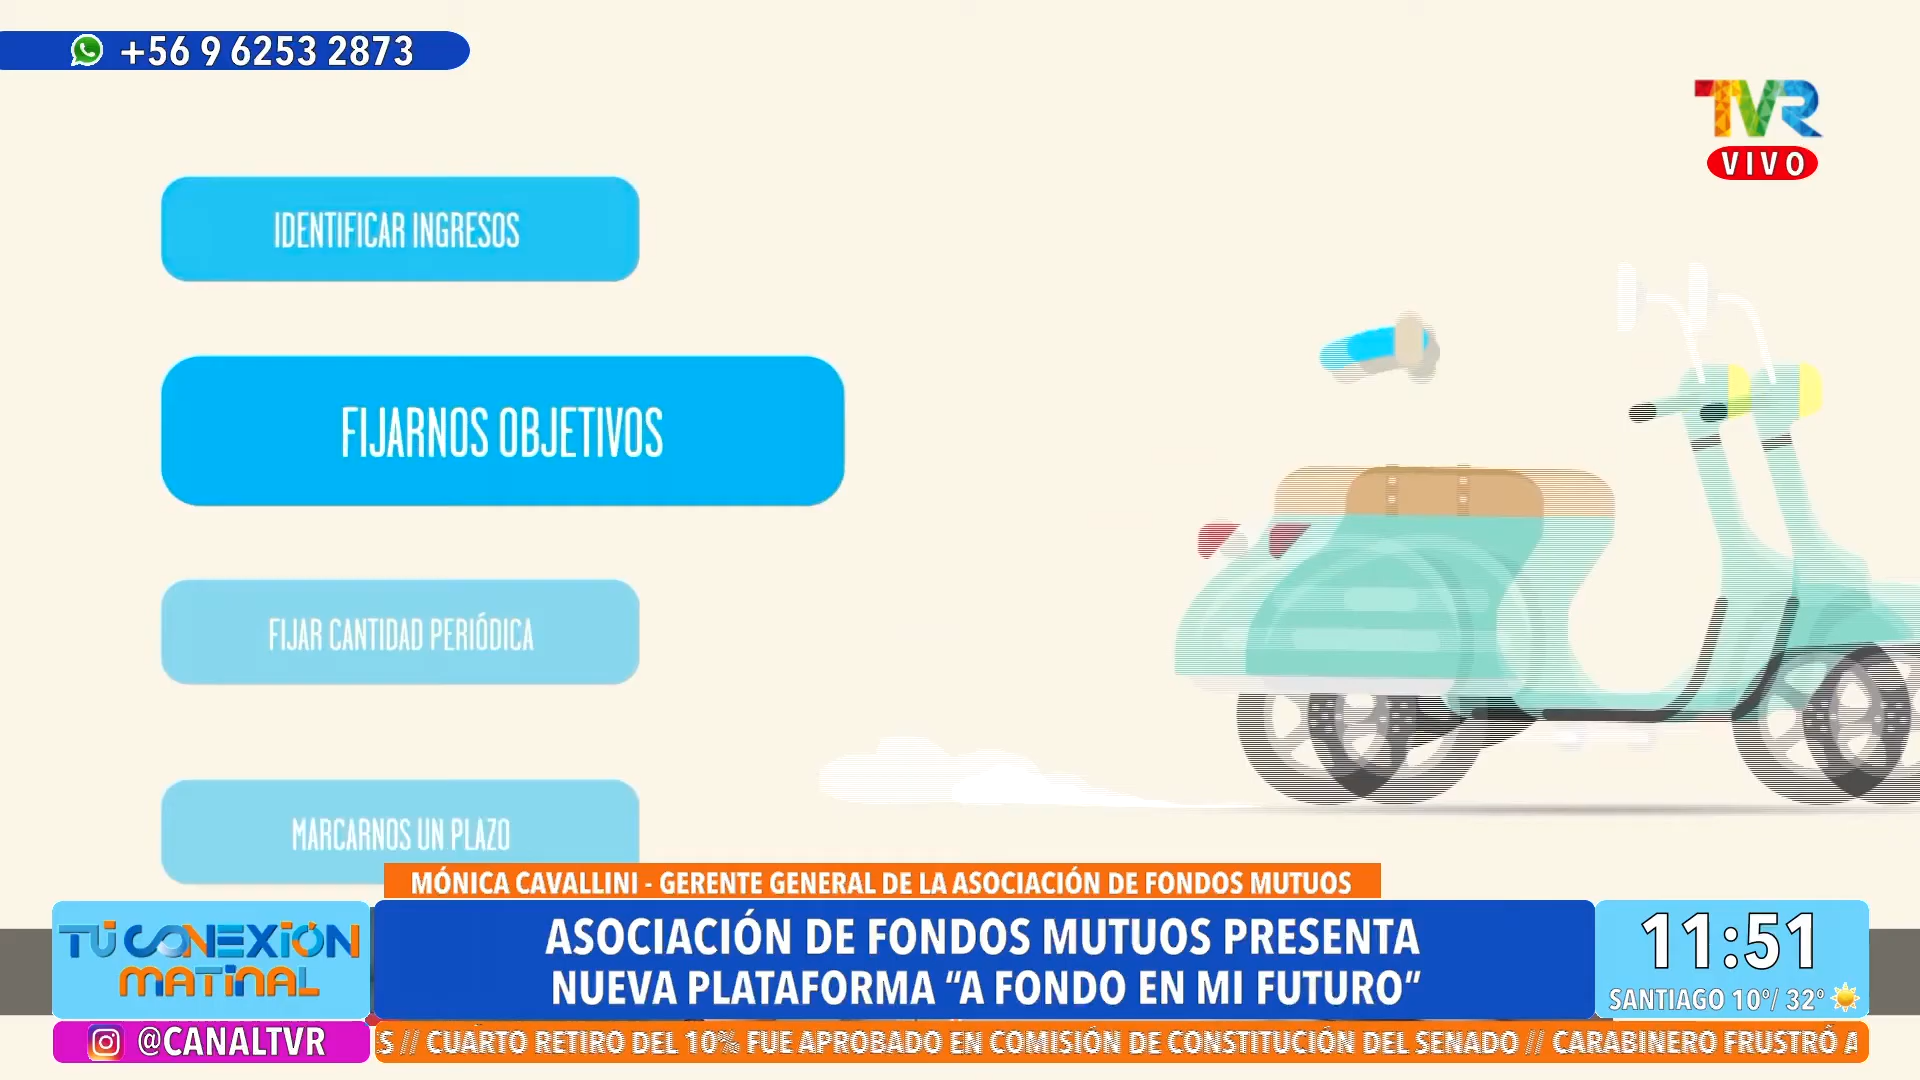 +56 9 6253 2873
TVR
VIVO
IDENTIFICAR INGRESOS
FIJARNOS OBJETIVOS
FIJAR CANTIDAD PERIÓDICA
MARCARNOS UN PLAZO
MÓNICA CAVALLINI - GERENTE GENERAL DE LA ASOCIACIÓN DE FONDOS MUTUOS
TU CONEXIÓN
MATINAL
ASOCIACIÓN DE FONDOS MUTUOS PRESENTA
NUEVA PLATAFORMA “A FONDO EN MI FUTURO”
11:51
SANTIAGO 10º/ 32º
@CANALTVR
S // CUARTO RETIRO DEL 10% FUE APROBADO EN COMISIÓN DE CONSTITUCIÓN DEL SENADO // CARABINERO FRUSTRÓ A